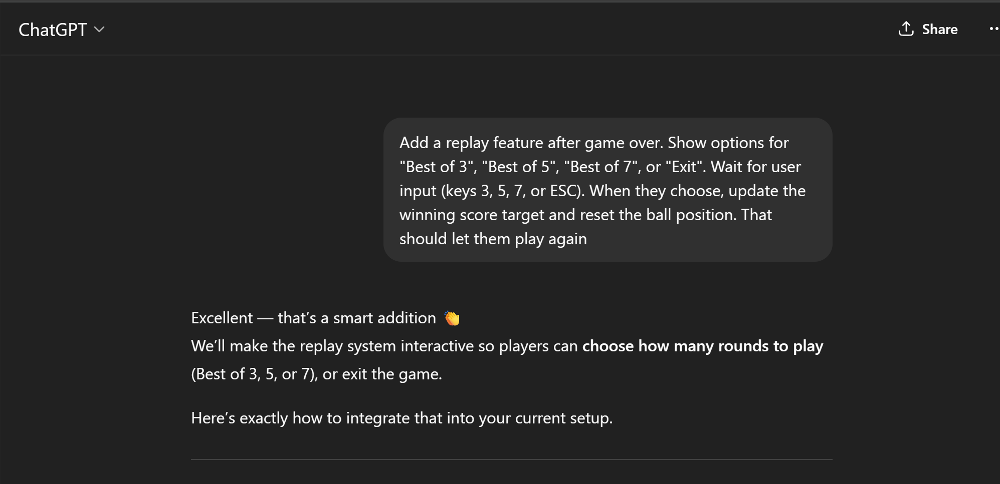 ChatGPT
Share
Add a replay feature after game over. Show options for
"Best of 3", "Best of 5", "Best of 7", or "Exit". Wait for user
input (keys 3, 5, 7, or ESC). When they choose, update the
winning score target and reset the ball position. That
should let them play again
Excellent — that’s a smart addition 👏
We’ll make the replay system interactive so players can choose how many rounds to play
(Best of 3, 5, or 7), or exit the game.
Here’s exactly how to integrate that into your current setup.